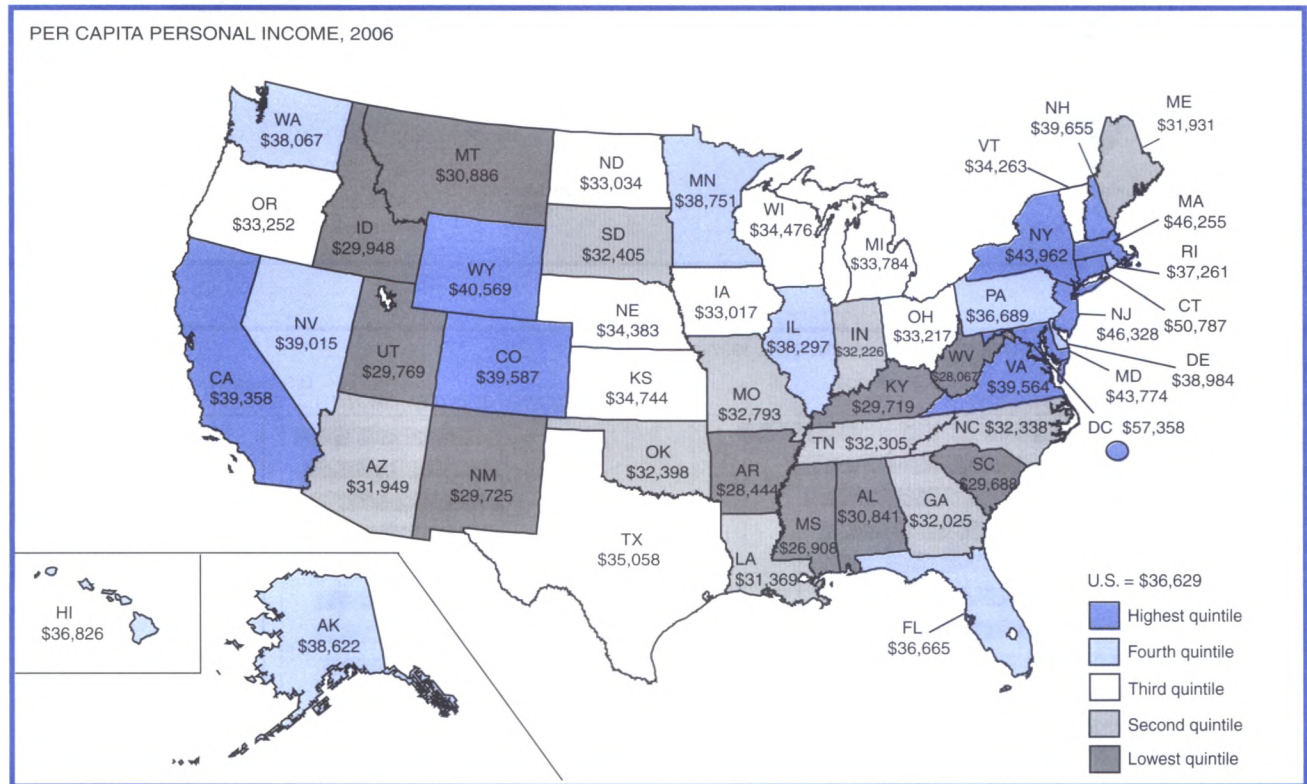 PER CAPITA PERSONAL INCOME, 2006
WA
$38,067
OR
$33,252
CA
$39,358
NV
$39,015
ID
$29,948
MT
$30,886
WY
$40,569
UT
$29,769
CO
$39,587
AZ
$31,949
NM
$29,725
ND
$33,034
SD
$32,405
NE
$34,383
KS
$34,744
OK
$32,398
TX
$35,058
MN
$38,751
IA
$33,017
MO
$32,793
AR
$28,444
LA
$31,369
WI
$34,476
IL
$38,297
MI
$33,784
IN
$32,226
OH
$33,217
KY
$29,719
TN $32,305
MS
$26,908
AL
$30,841
GA
$32,025
FL
$36,665
SC
$29,688
NC $32,338
WV
$28,067
VA
$39,564
PA
$36,689
NY
$43,962
VT
$34,263
NH
$39,655
ME
$31,931
MA
$46,255
RI
$37,261
CT
$50,787
NJ
$46,328
DE
$38,984
MD
$43,774
DC $57,358
HI
$36,826
AK
$38,622
U.S. = $36,629
Highest quintile
Fourth quintile
Third quintile
Second quintile
Lowest quintile